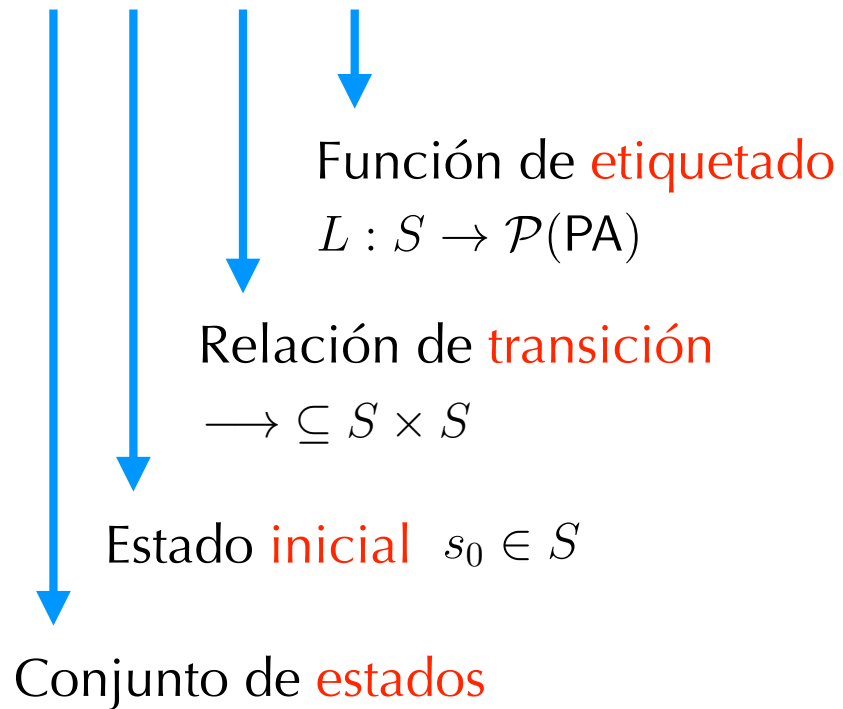 Función de etiquetado
L : S → 𝒫(PA)
Relación de transición
⟶ ⊆ S × S
Estado inicial s₀ ∈ S
Conjunto de estados